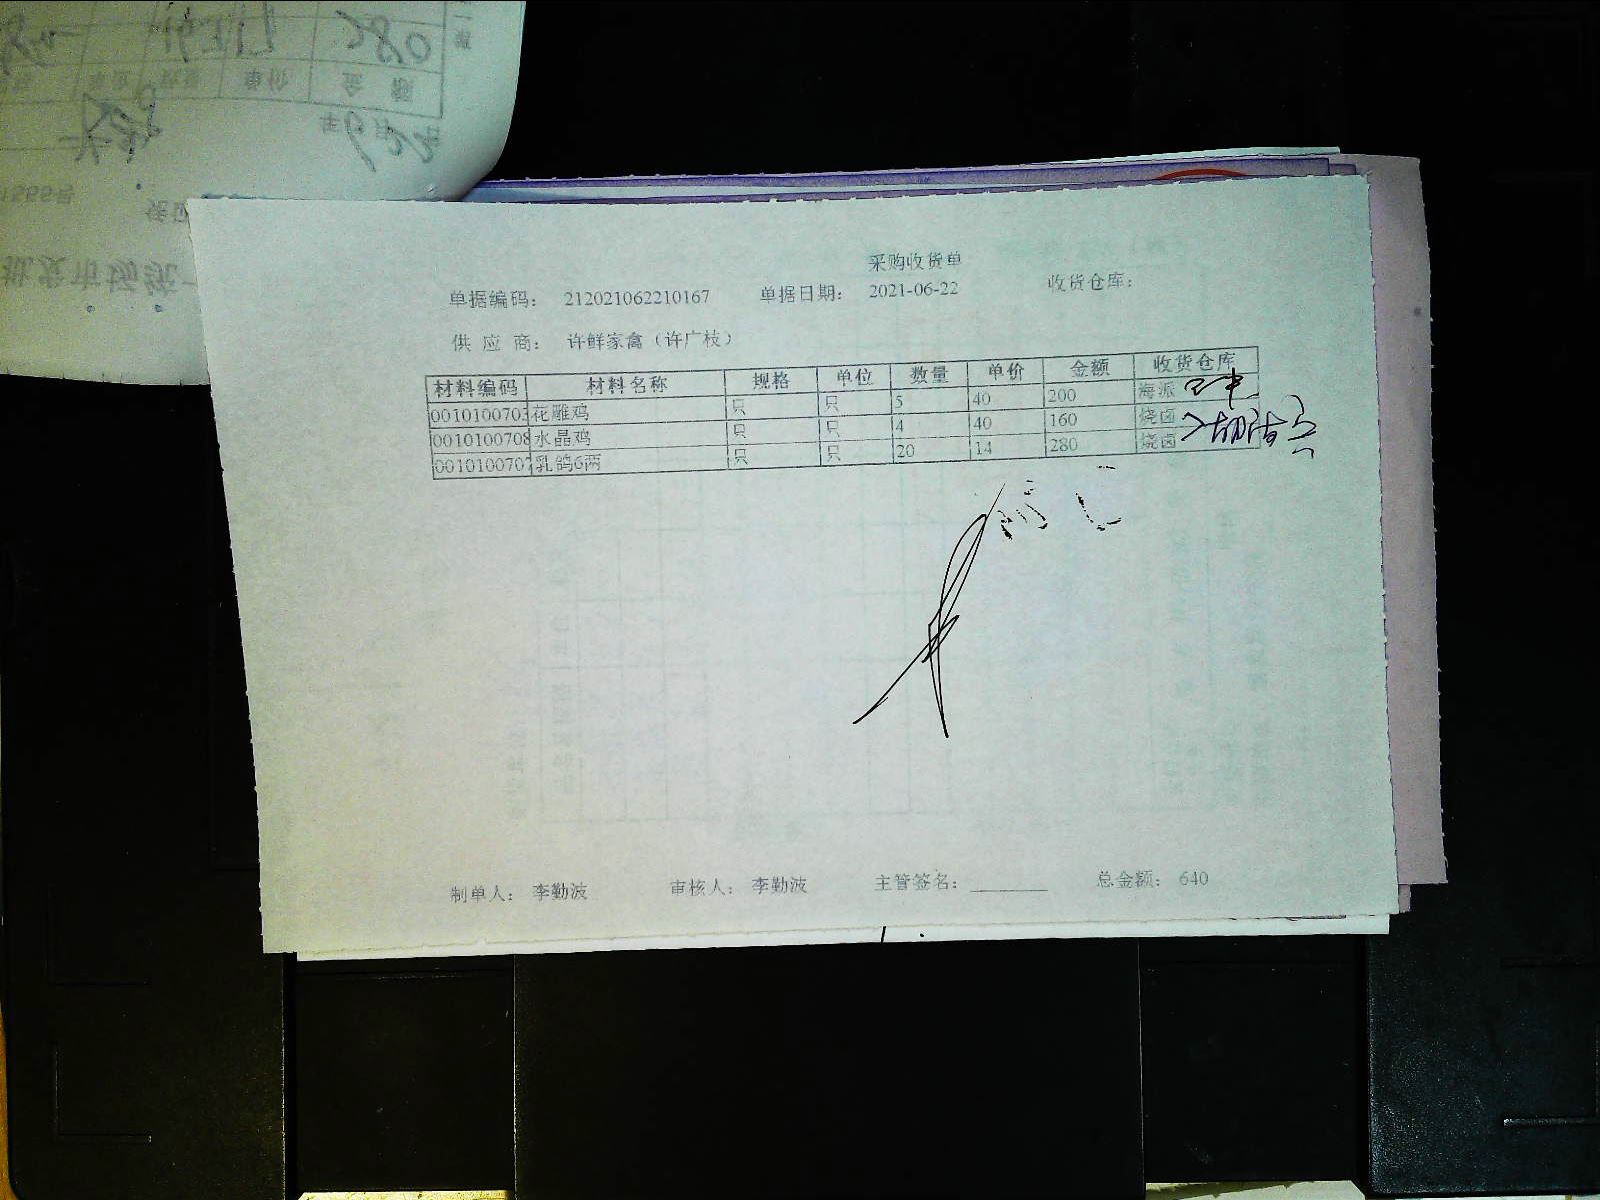 采购收货单
单据编码： 212021062210167 单据日期： 2021-06-22 收货仓库：
供 应 商： 许鲜家禽（许广枝）
材料编码 材料名称 规格 单位 数量 单价 金额 收货仓库
0010100703 花雕鸡 只 只 5 40 200 海派
0010100708 水晶鸡 只 只 4 40 160 烧卤
001010070 乳鸽6两 只 只 20 14 280 烧卤
制单人： 李勤波 审核人： 李勤波 主管签名： 总金额： 640